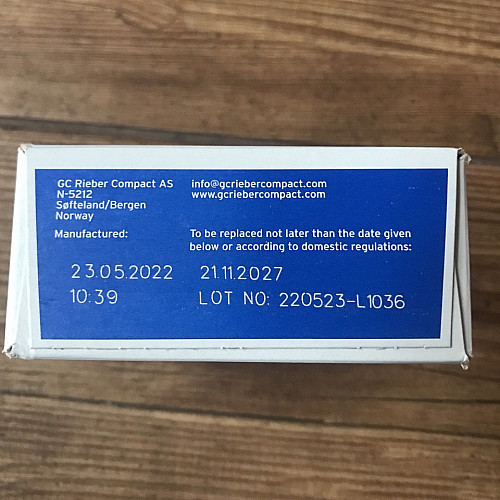 GC Rieber Compact AS
N-5212
Søfteland/Bergen
Norway
info@gcriebercompact.com
www.gcriebercompact.com
Manufactured:
23.05.2022
10:39
To be replaced not later than the date given
below or according to domestic regulations:
21.11.2027
LOT NO: 220523-L1036